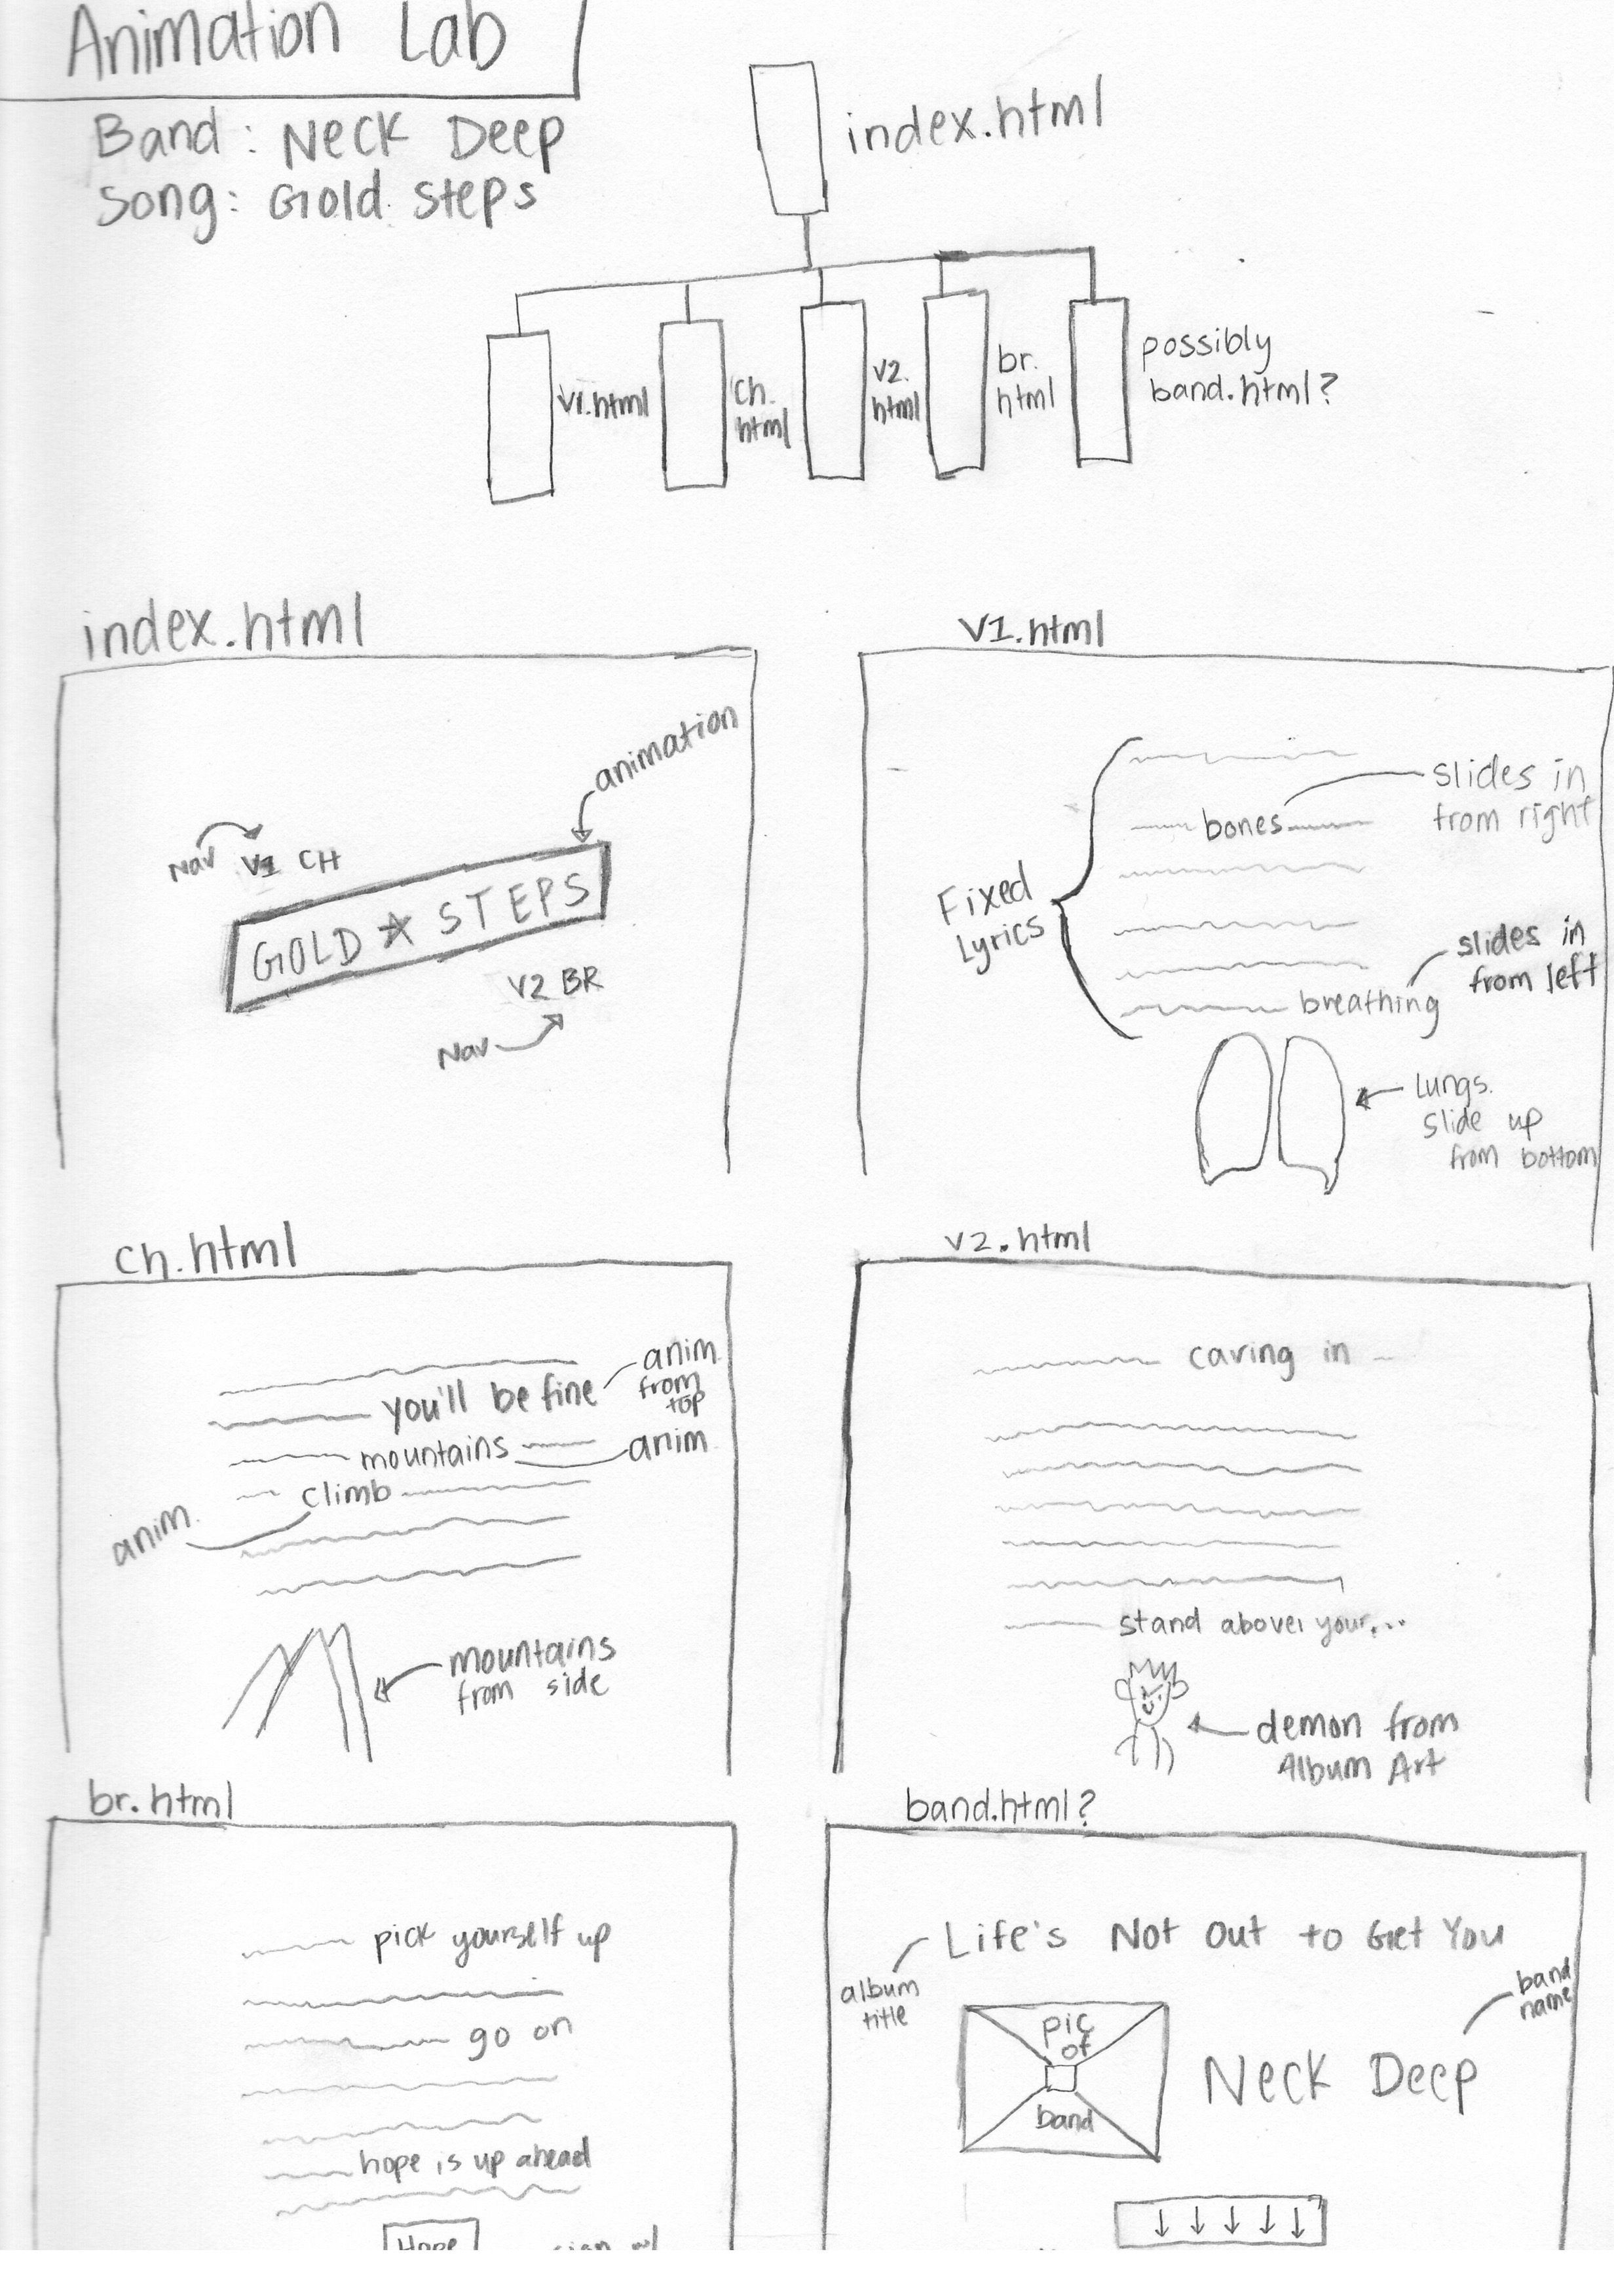 Animation Lab
Band: Neck Deep
Song: Gold Steps
index.html
V1.html
Ch.
html
V2.
html
br.
html
possibly
band.html?
index.html
animation
Nav V1 CH
GOLD ☆ STEPS
V2 BR
Nav
V1.html
slides in
from right
bones
Fixed
Lyrics
slides in
from left
breathing
Lungs.
slide up
from bottom
Ch.html
anim.
from
top
you'll be fine
mountains
anim.
climb
anim.
mountains
from side
V2.html
caving in
stand above your...
demon from
Album Art
br.html
pick yourself up
go on
hope is up ahead
Hope
sign w/
band.html?
Life's Not Out to Get You
album
title
band
name
pic
of
band
Neck Deep